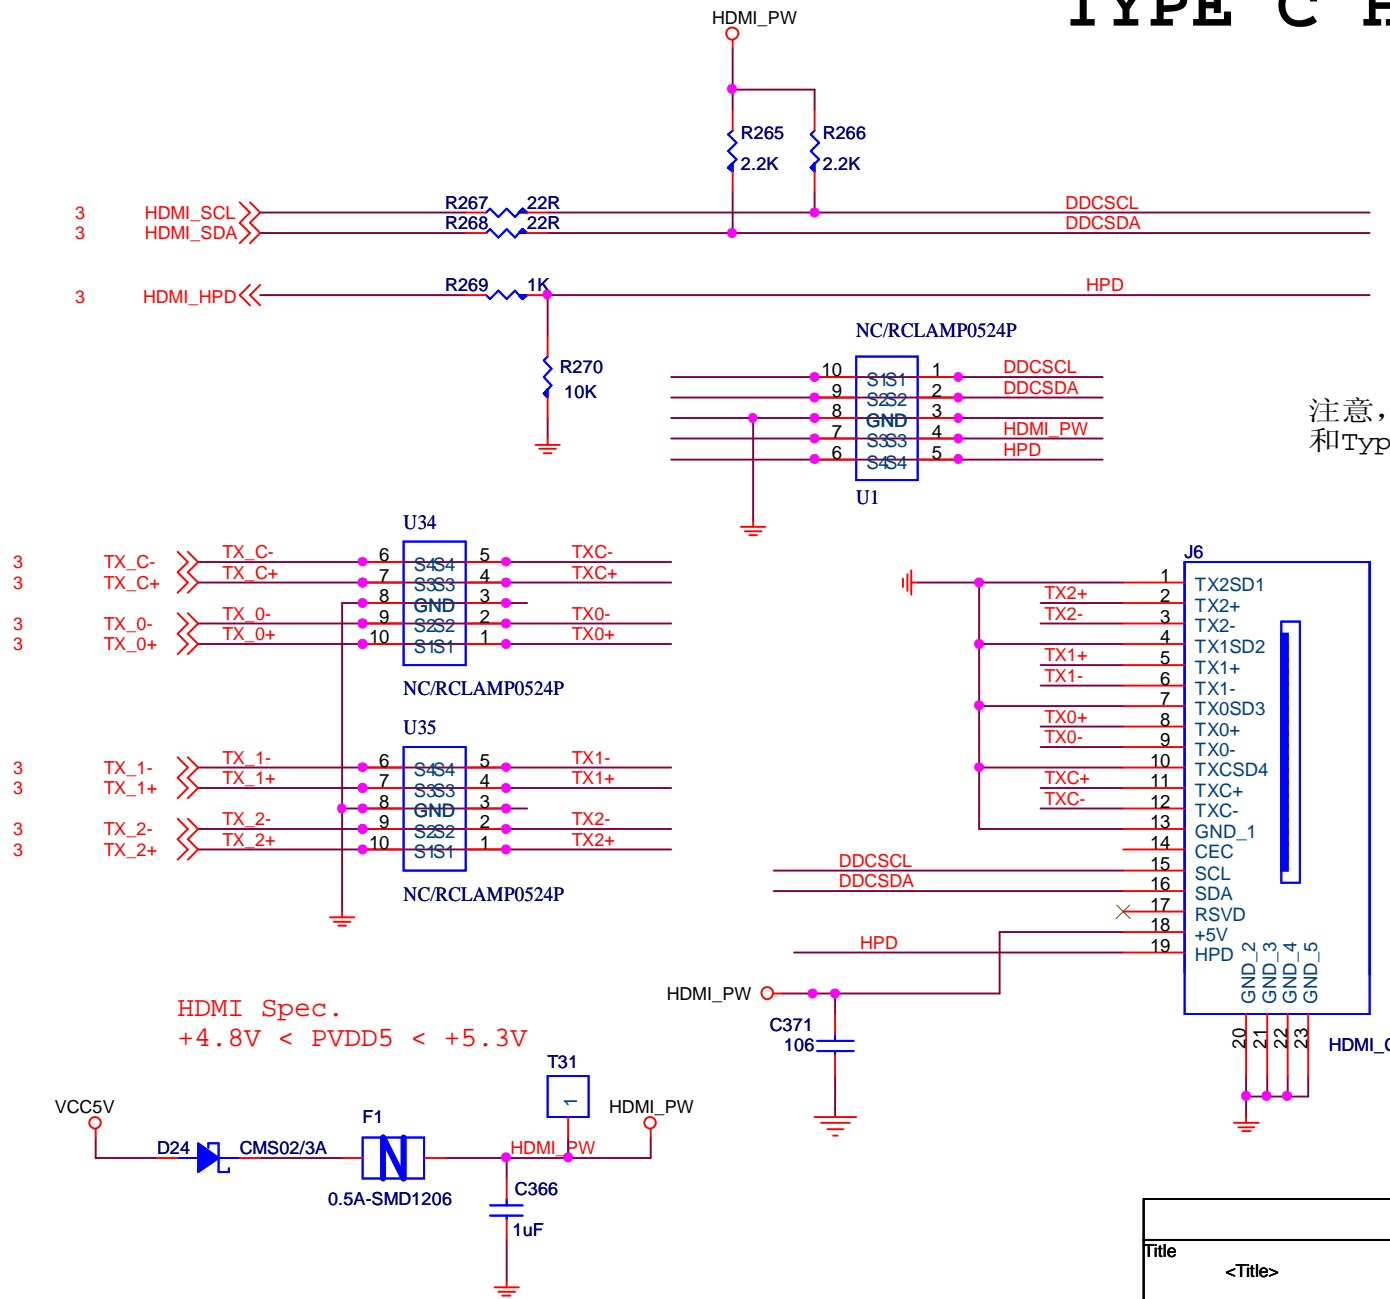 TYPE C H
HDMI_PW
R265
2.2K
R266
2.2K
3 HDMI_SCL R267 22R DDCSCL
3 HDMI_SDA R268 22R DDCSDA
3 HDMI_HPD R269 1K HPD
R270
10K
NC/RCLAMP0524P
10 S1S1 1 DDCSCL
9 S2S2 2 DDCSDA
8 GND 3
7 S3S3 4 HDMI_PW
6 S4S4 5 HPD
U1
注意,
和Typ
U34
3 TX_C- TX_C- 6 S4S4 5 TXC-
3 TX_C+ TX_C+ 7 S3S3 4 TXC+
8 GND 3
3 TX_0- TX_0- 9 S2S2 2 TX0-
3 TX_0+ TX_0+ 10 S1S1 1 TX0+
NC/RCLAMP0524P
U35
3 TX_1- TX_1- 6 S4S4 5 TX1-
3 TX_1+ TX_1+ 7 S3S3 4 TX1+
8 GND 3
3 TX_2- TX_2- 9 S2S2 2 TX2-
3 TX_2+ TX_2+ 10 S1S1 1 TX2+
NC/RCLAMP0524P
J6
1 TX2SD1
TX2+ 2 TX2+
TX2- 3 TX2-
4 TX1SD2
TX1+ 5 TX1+
TX1- 6 TX1-
7 TX0SD3
TX0+ 8 TX0+
TX0- 9 TX0-
10 TXCSD4
TXC+ 11 TXC+
TXC- 12 TXC-
13 GND_1
14 CEC
DDCSCL 15 SCL
DDCSDA 16 SDA
17 RSVD
18 +5V
HPD 19 HPD
GND_2 GND_3 GND_4 GND_5
20 21 22 23
HDMI_C
HDMI_PW
C371
106
HDMI Spec.
+4.8V < PVDD5 < +5.3V
T31
1
VCC5V
D24 CMS02/3A
F1
0.5A-SMD1206
HDMI_PW
HDMI_PW
C366
1uF
Title
<Title>